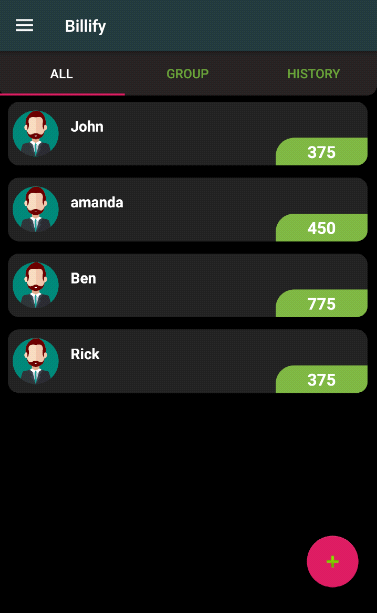 Billify
ALL GROUP HISTORY
John
375
amanda
450
Ben
775
Rick
375
+